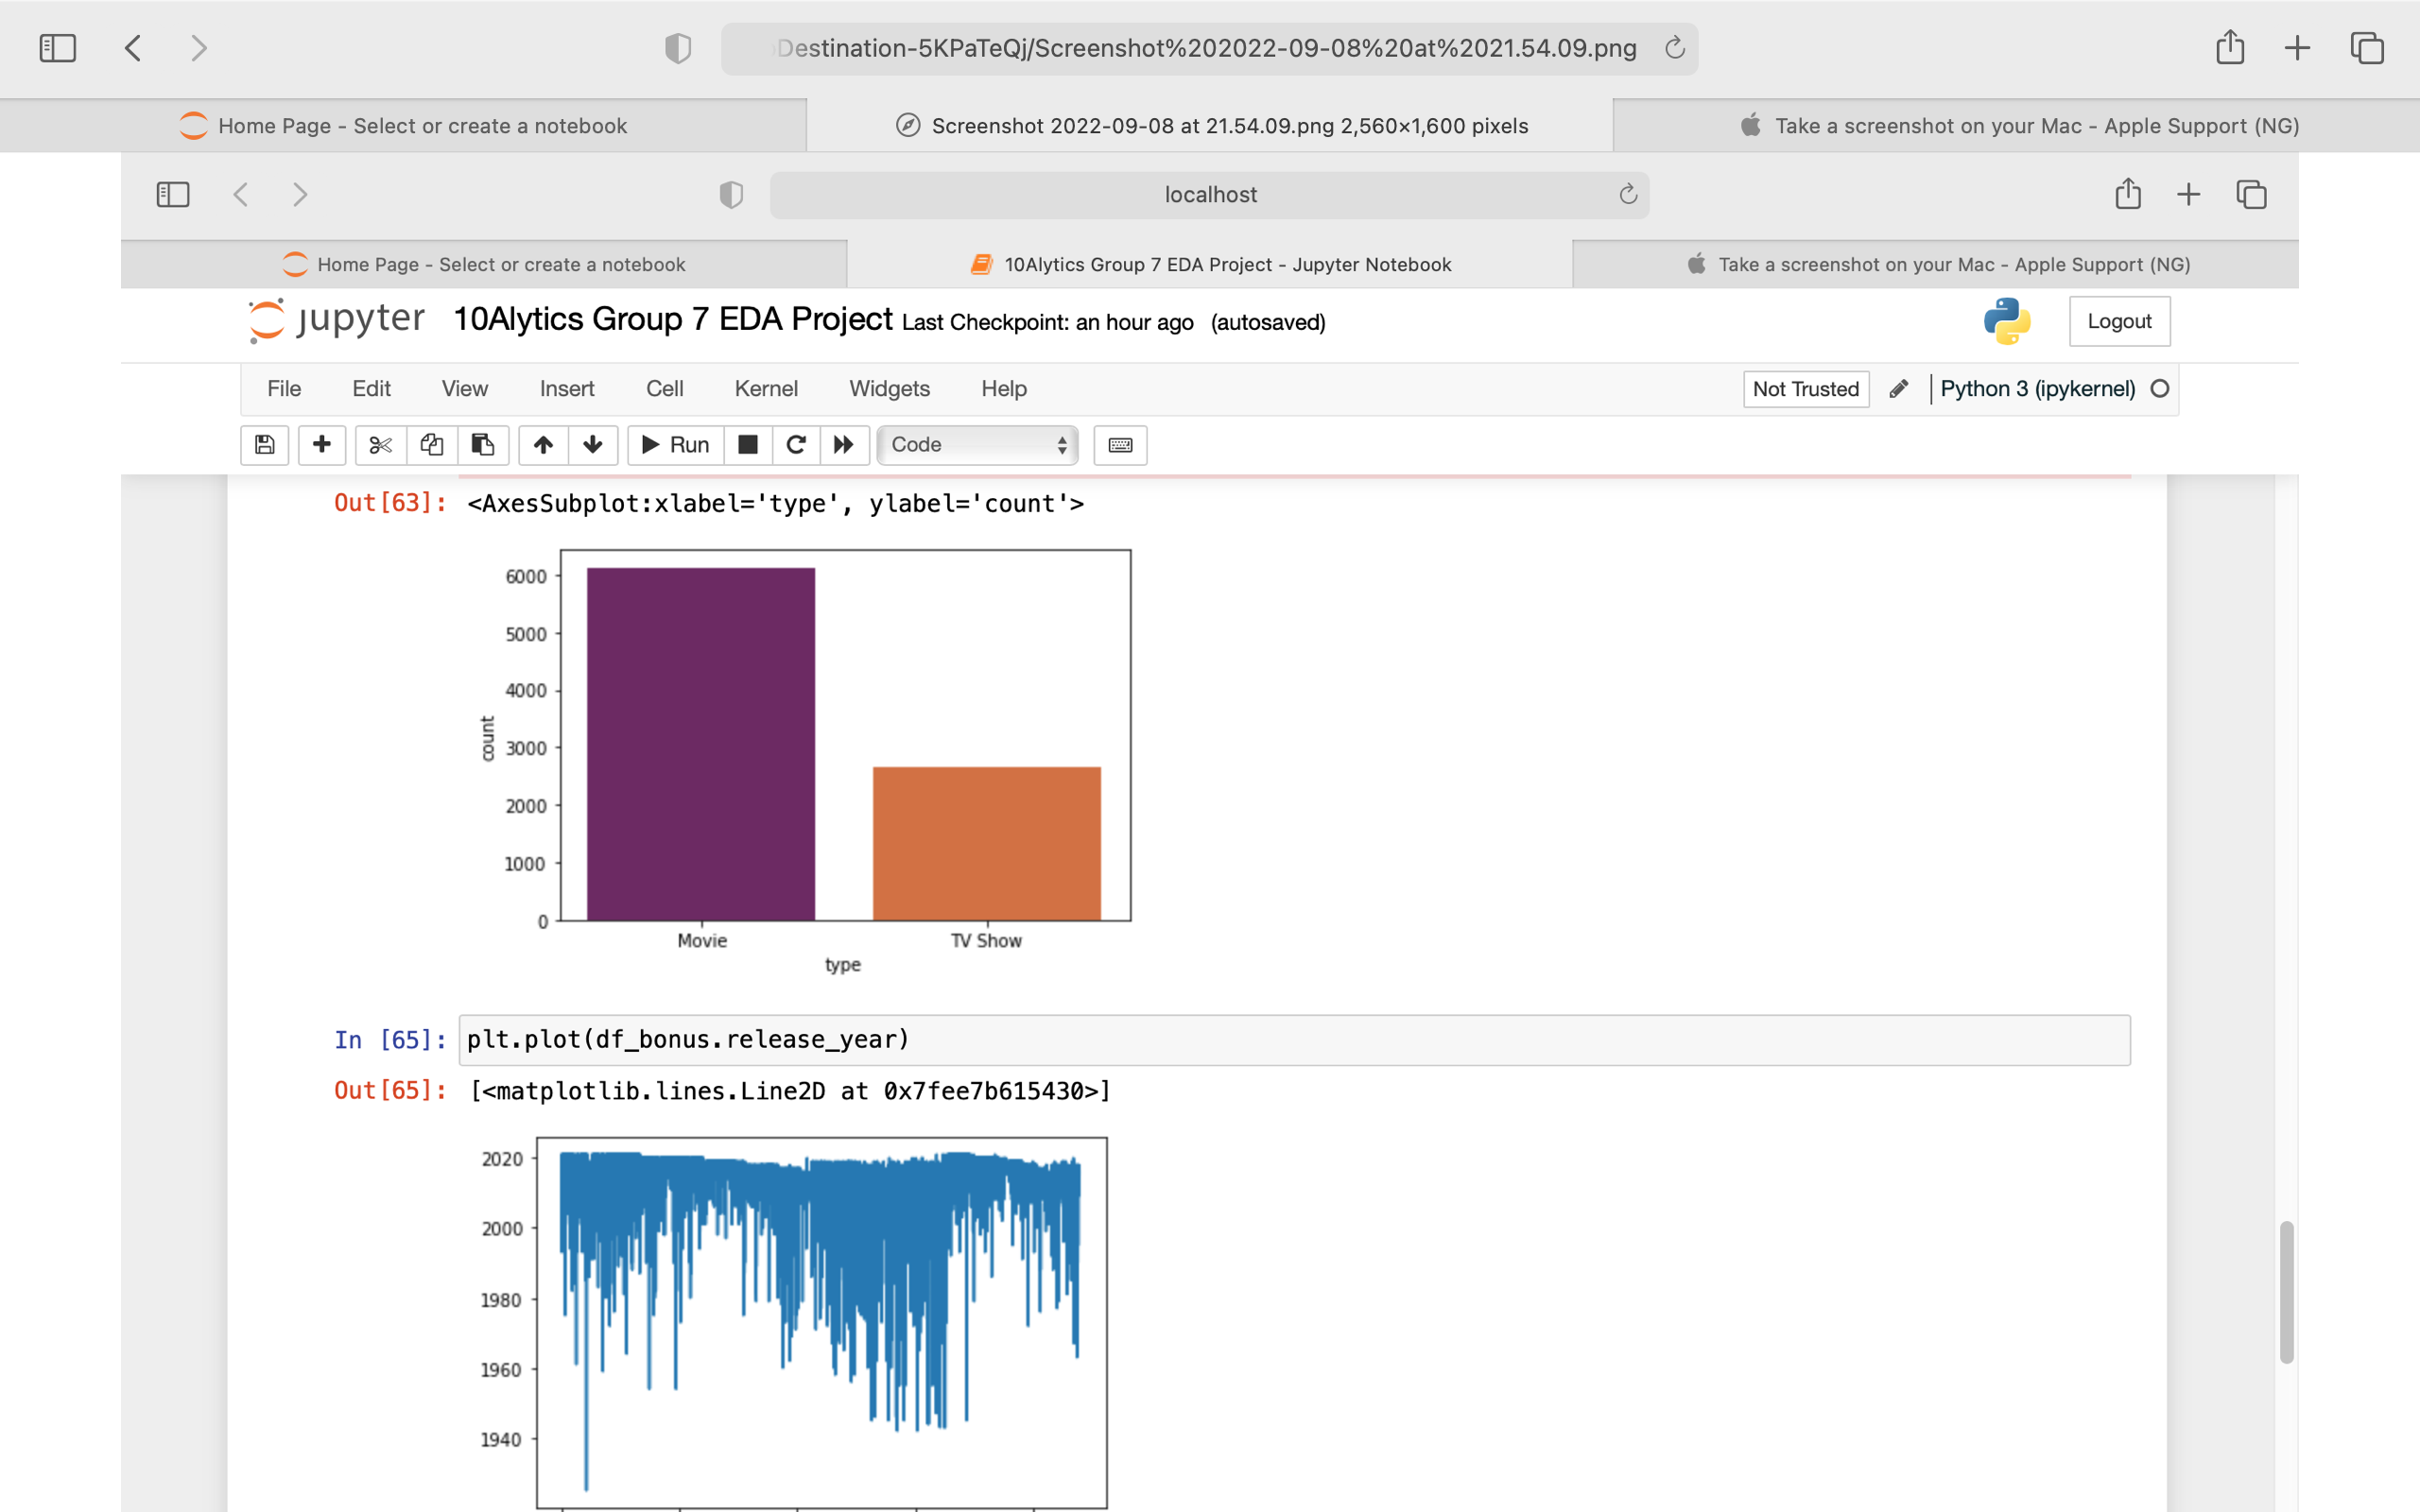 Destination-5KPaTeQj/Screenshot%202022-09-08%20at%2021.54.09.png
Home Page - Select or create a notebook
Screenshot 2022-09-08 at 21.54.09.png 2,560×1,600 pixels
Take a screenshot on your Mac - Apple Support (NG)
localhost
Home Page - Select or create a notebook
10Alytics Group 7 EDA Project - Jupyter Notebook
Take a screenshot on your Mac - Apple Support (NG)
jupyter 10Alytics Group 7 EDA Project Last Checkpoint: an hour ago (autosaved)
Logout
File Edit View Insert Cell Kernel Widgets Help
Not Trusted
Python 3 (ipykernel)
Run
Code
Out[63]: <AxesSubplot:xlabel='type', ylabel='count'>
6000
5000
4000
3000
2000
1000
0
count
Movie TV Show
type
In [65]: plt.plot(df_bonus.release_year)
Out[65]: [<matplotlib.lines.Line2D at 0x7fee7b615430>]
2020
2000
1980
1960
1940